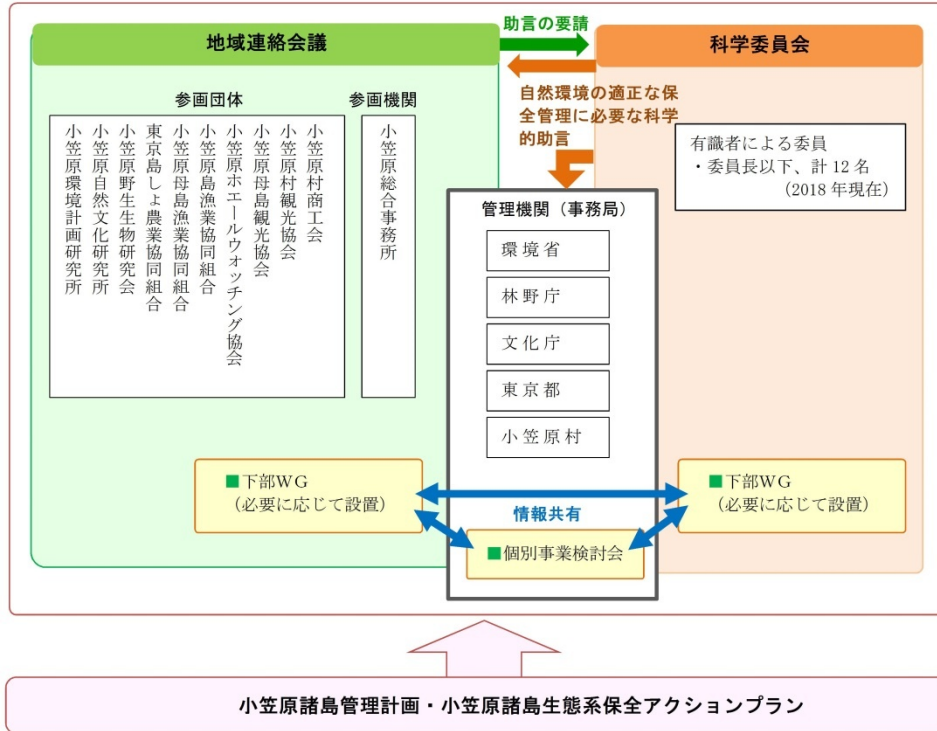 地域連絡会議
助言の要請
科学委員会
自然環境の適正な保
全管理に必要な科学
的助言
参画団体
参画機関
小笠原村商工会
小笠原村観光協会
小笠原母島観光協会
小笠原ホエールウォッチング協会
小笠原島漁業協同組合
小笠原母島漁業協同組合
東京島しょ農業協同組合
小笠原野生生物研究会
小笠原自然文化研究所
小笠原環境計画研究所
小笠原総合事務所
有識者による委員
・委員長以下、計12名
(2018年現在)
管理機関(事務局)
環境省
林野庁
文化庁
東京都
小笠原村
■下部WG
(必要に応じて設置)
情報共有
■個別事業検討会
■下部WG
(必要に応じて設置)
小笠原諸島管理計画・小笠原諸島生態系保全アクションプラン